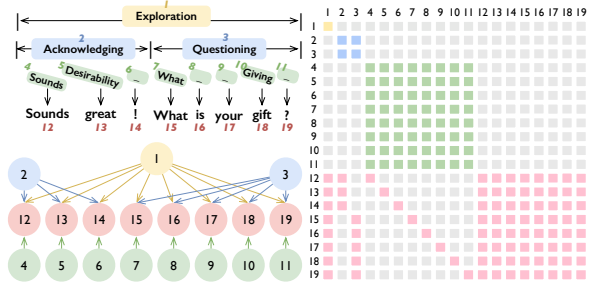 1
Exploration
2 3
Acknowledging Questioning
4 5 6 7 8 9 10 11
Sounds Desirability _ What _ _ Giving _
Sounds great ! What is your gift ?
12 13 14 15 16 17 18 19
1
2 3
12 13 14 15 16 17 18 19
4 5 6 7 8 9 10 11
1 2 3 4 5 6 7 8 9 10 11 12 13 14 15 16 17 18 19
1
2
3
4
5
6
7
8
9
10
11
12
13
14
15
16
17
18
19